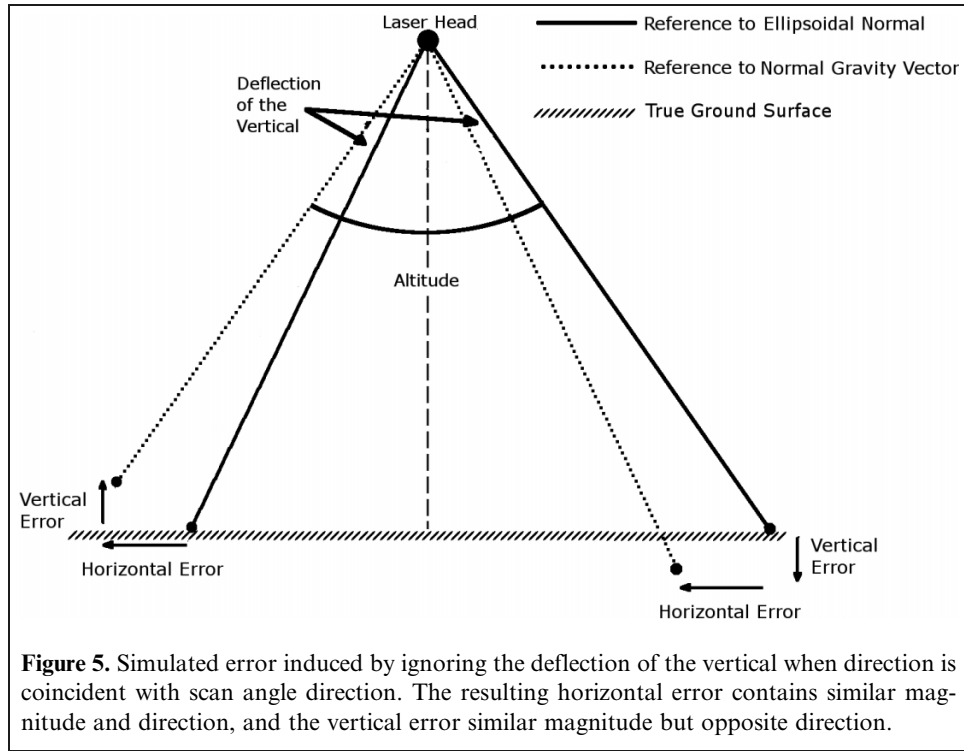 Laser Head
Reference to Ellipsoidal Normal
Reference to Normal Gravity Vector
True Ground Surface
Deflection
of the
Vertical
Altitude
Vertical
Error
Horizontal Error
Vertical
Error
Horizontal Error
Figure 5. Simulated error induced by ignoring the deflection of the vertical when direction is
coincident with scan angle direction. The resulting horizontal error contains similar mag-
nitude and direction, and the vertical error similar magnitude but opposite direction.